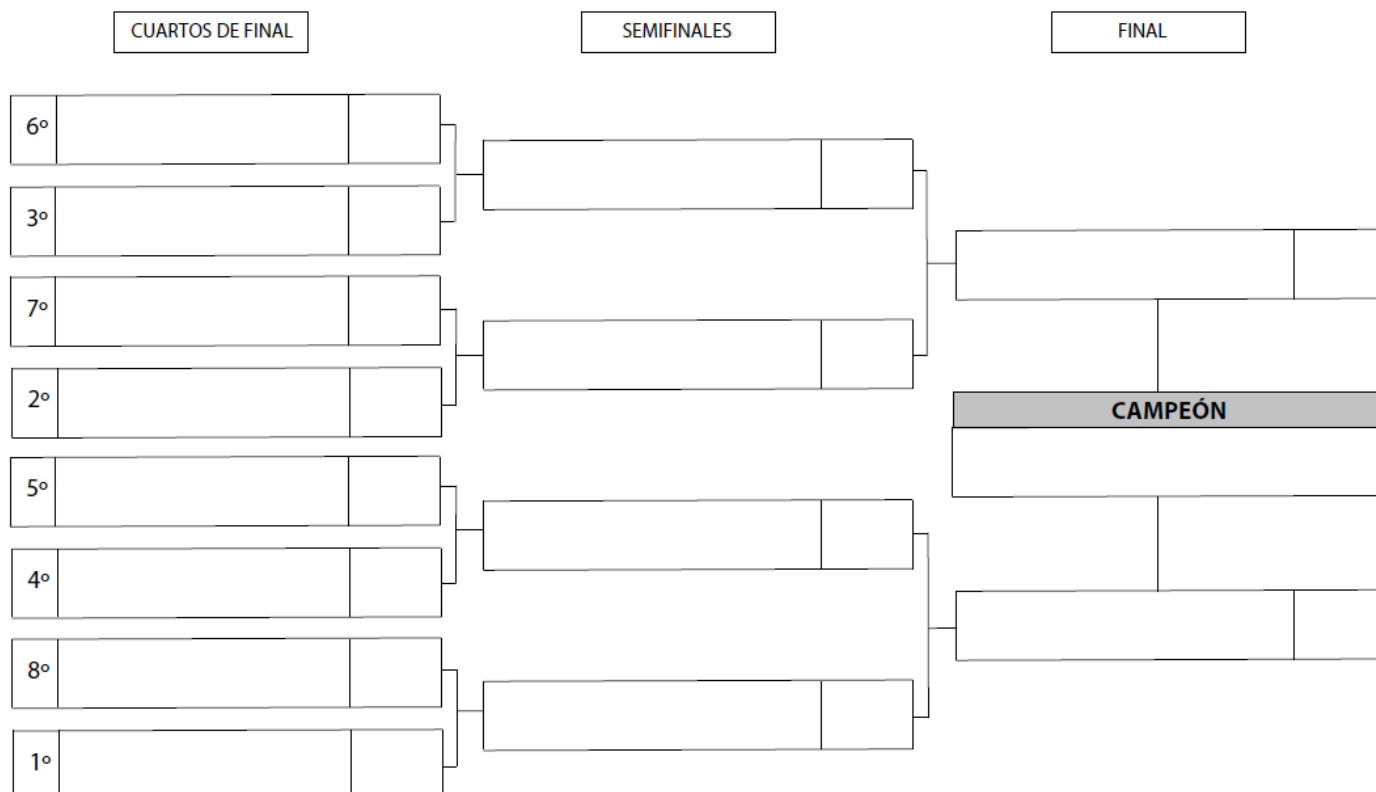 CUARTOS DE FINAL
SEMIFINALES
FINAL
6º
3º
7º
2º
CAMPEÓN
5º
4º
8º
1º